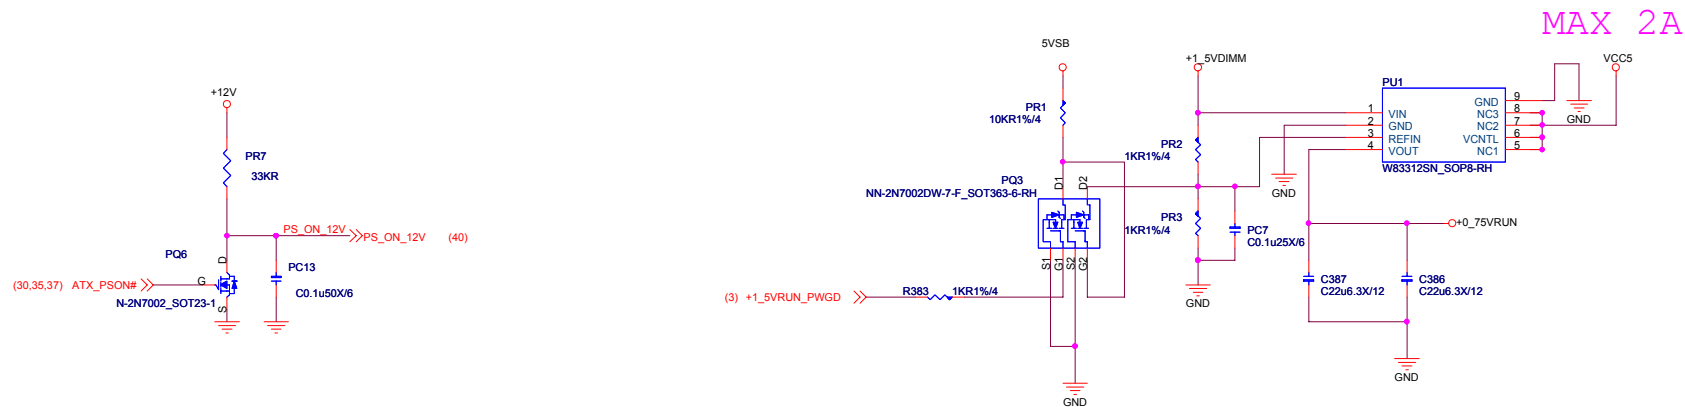 MAX 2A
+12V
PR7
33KR
PS_ON_12V
PS_ON_12V
(40)
PQ6
D
G
S
(30,35,37) ATX_PSON#
N-2N7002_SOT23-1
PC13
C0.1u50X/6
5VSB
PR1
10KR1%/4
PQ3
NN-2N7002DW-7-F_SOT363-6-RH
D1
D2
S1
G1
S2
G2
(3) +1_5VRUN_PWGD
R383
1KR1%/4
GND
+1_5VDIMM
PR2
1KR1%/4
PR3
1KR1%/4
PC7
C0.1u25X/6
GND
GND
PU1
1 VIN
2 GND
3 REFIN
4 VOUT
GND 9
NC3 8
NC2 7
VCNTL 6
NC1 5
W83312SN_SOP8-RH
GND
VCC5
+0_75VRUN
C387
C22u6.3X/12
C386
C22u6.3X/12
GND